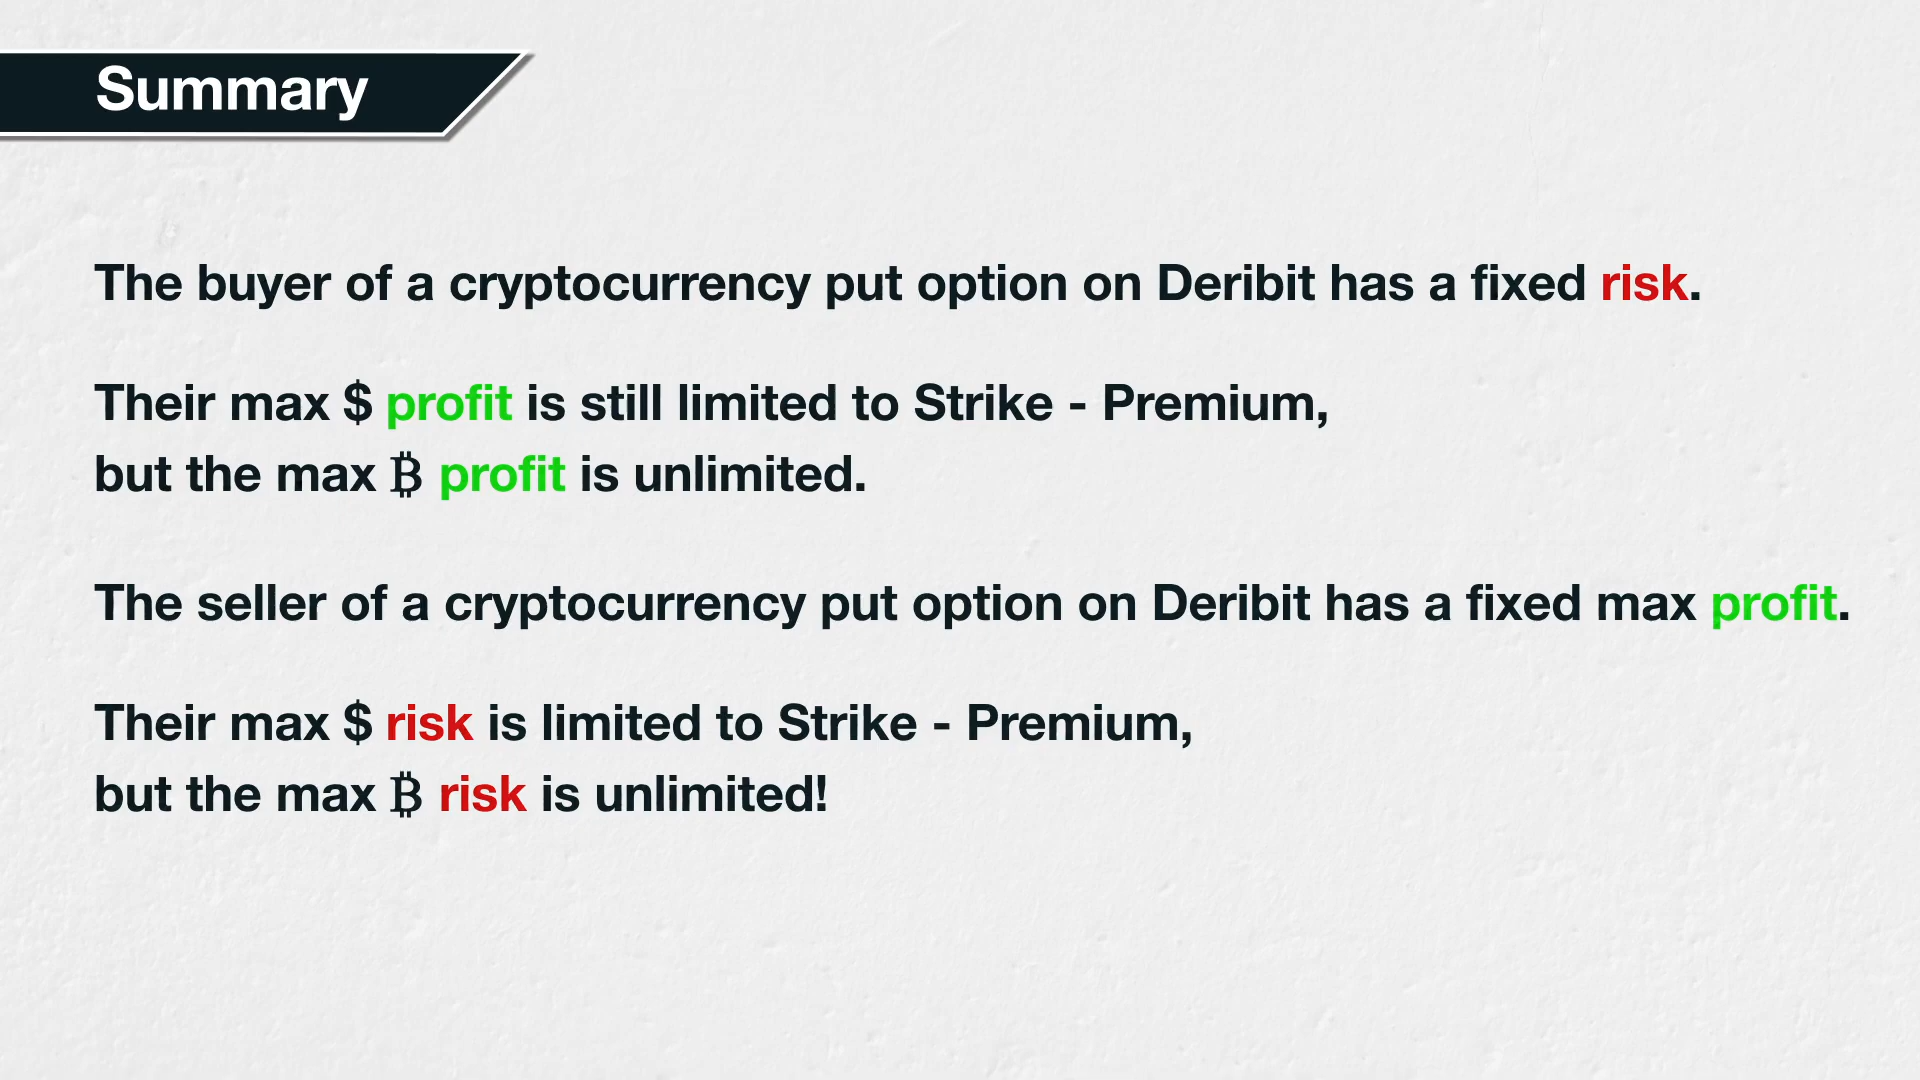 Summary
The buyer of a cryptocurrency put option on Deribit has a fixed risk.
Their max $ profit is still limited to Strike - Premium,
but the max ₿ profit is unlimited.
The seller of a cryptocurrency put option on Deribit has a fixed max profit.
Their max $ risk is limited to Strike - Premium,
but the max ₿ risk is unlimited!